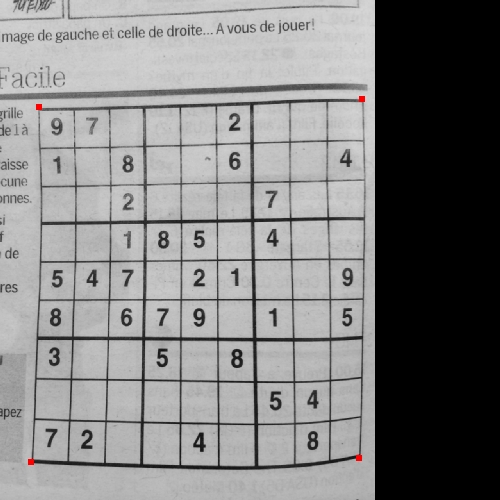 mage de gauche et celle de droite... A vous de jouer!
Facile
grille
de là
aisse
cune
onnes.
si
f
de
res
apez
9 7 2
1 8 6 4
2 7
1 8 5 4
5 4 7 2 1 9
8 6 7 9 1 5
3 5 8
5 4
7 2 4 8